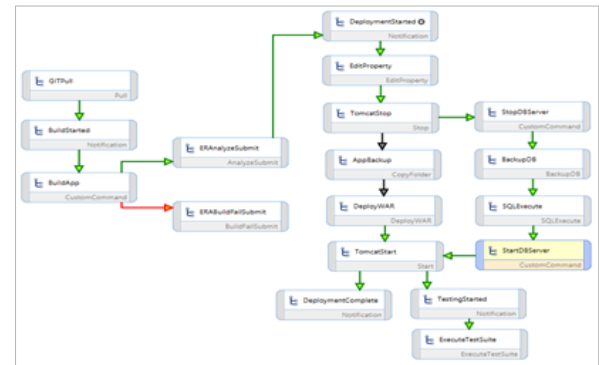 GITPull
Pull
BuildStarted
Notification
BuildApp
CustomCommand
ERAnalyzeSubmit
AnalyzeSubmit
ERABuildFailSubmit
BuildFailSubmit
DeploymentStarted
Notification
EditProperty
EditProperty
TomcatStop
Stop
AppBackup
CopyFolder
DeployWAR
DeployWAR
TomcatStart
Start
StopDBServer
CustomCommand
BackupDB
BackupDB
SQLExecute
SQLExecute
StartDBServer
CustomCommand
DeploymentComplete
Notification
TestingStarted
Notification
ExecuteTestSuite
ExecuteTestSuite